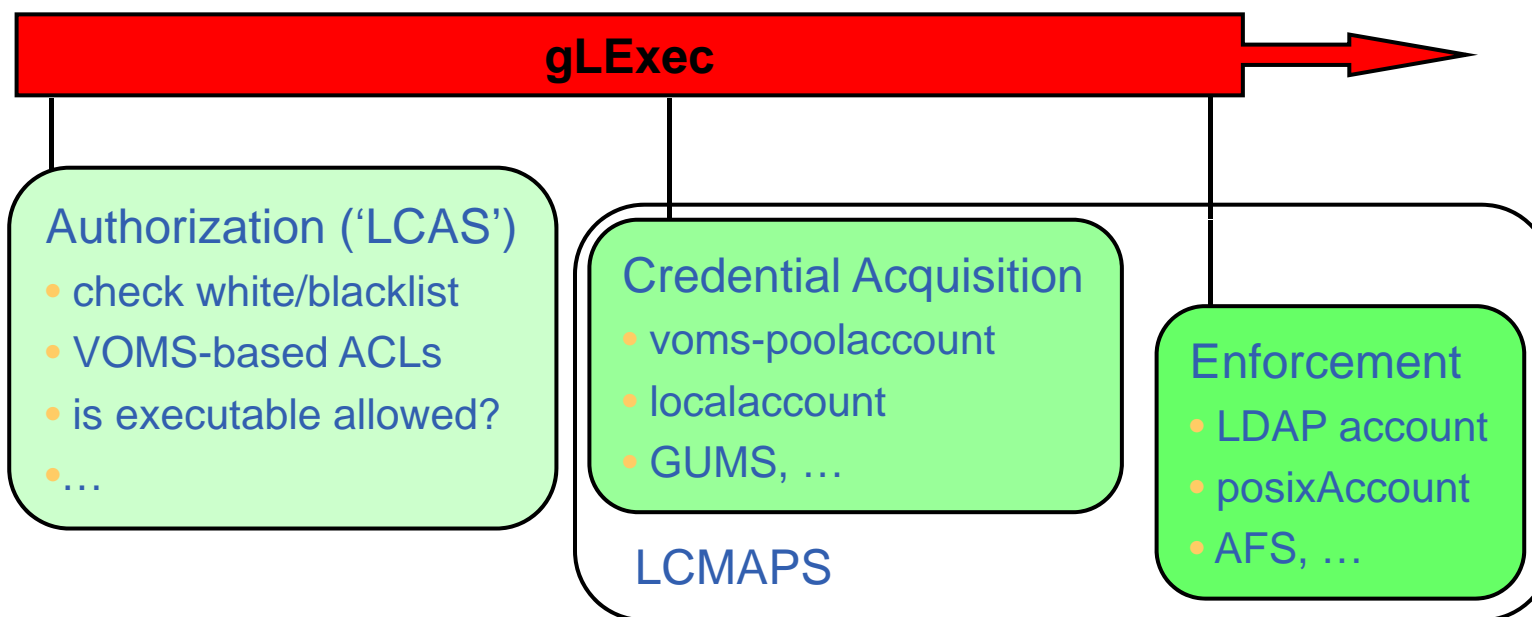 gLExec
Authorization (‘LCAS’)
• check white/blacklist
• VOMS-based ACLs
• is executable allowed?
•…
Credential Acquisition
• voms-poolaccount
• localaccount
• GUMS, …
LCMAPS
Enforcement
• LDAP account
• posixAccount
• AFS, …